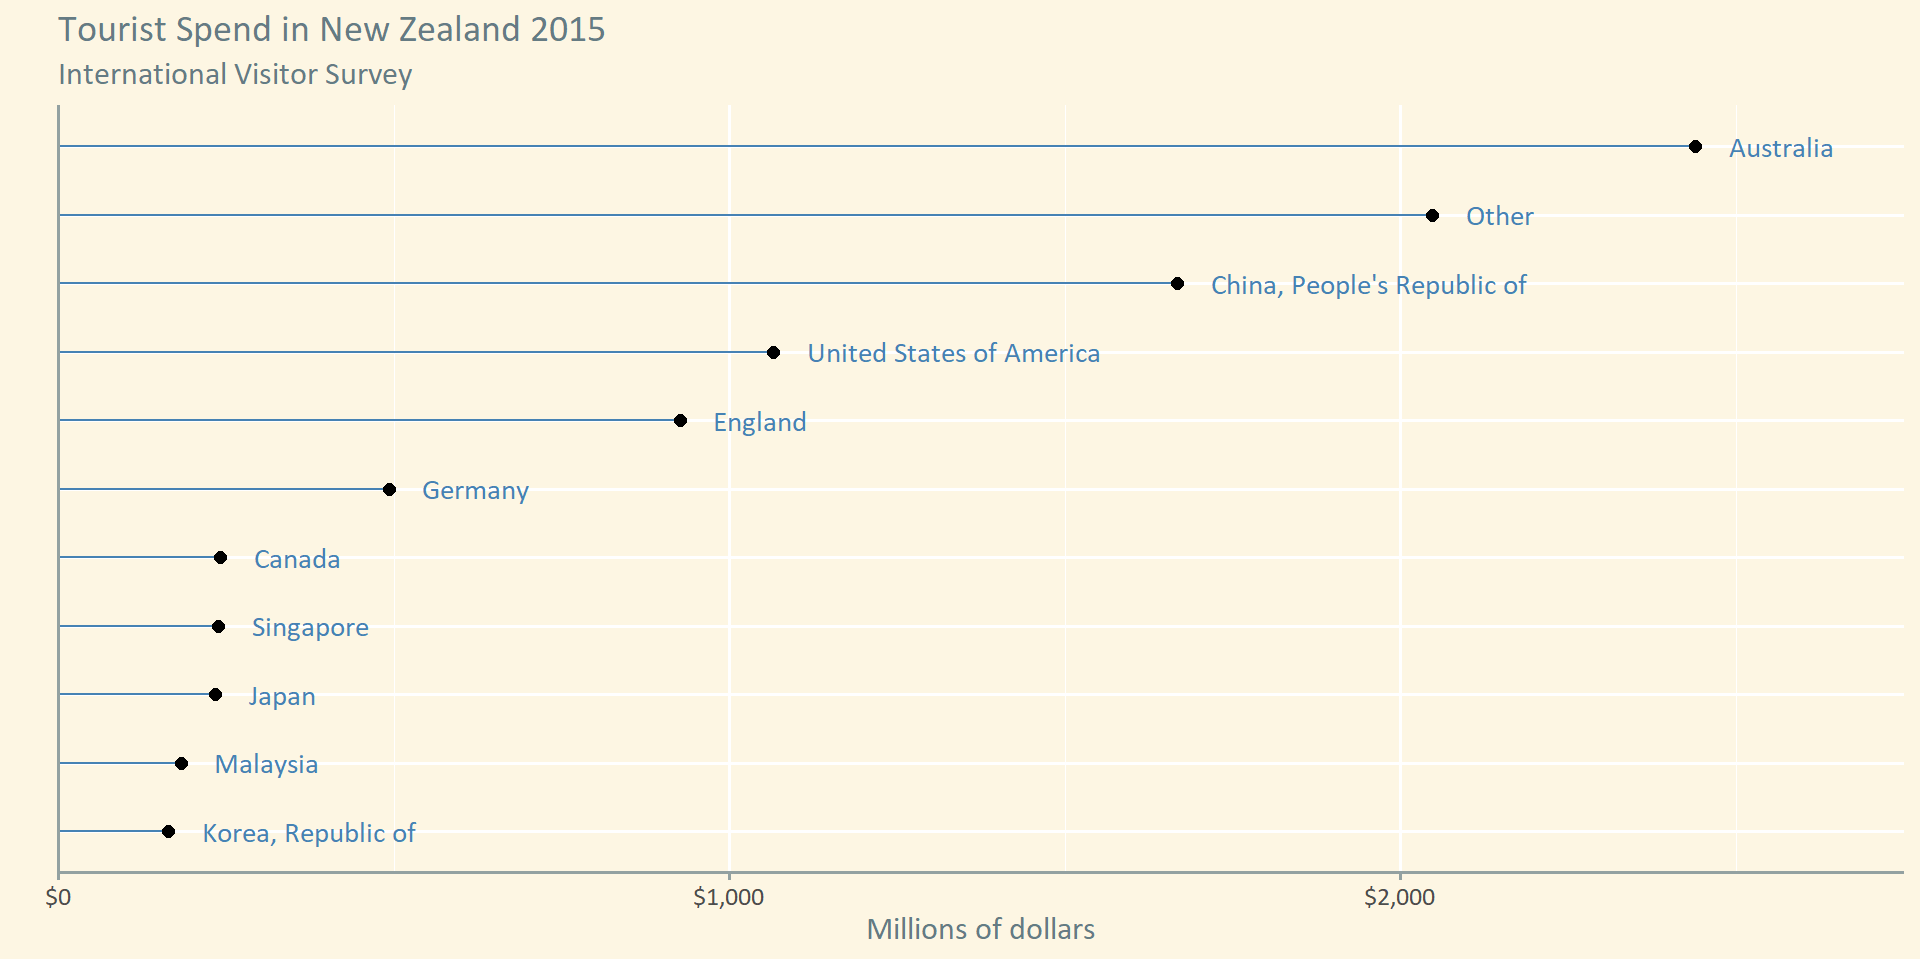 Tourist Spend in New Zealand 2015
International Visitor Survey
Australia
Other
China, People's Republic of
United States of America
England
Germany
Canada
Singapore
Japan
Malaysia
Korea, Republic of
$0 $1,000 $2,000
Millions of dollars